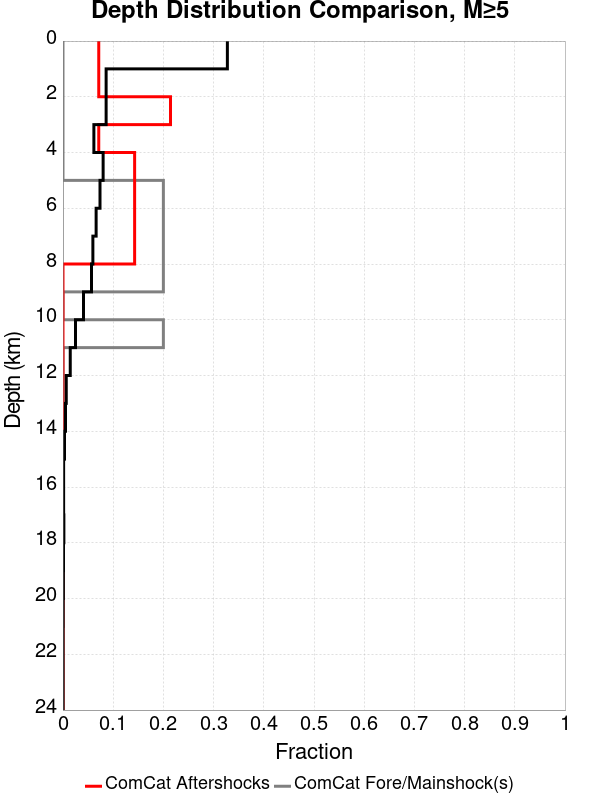 Depth Distribution Comparison, M≥5
0
2
4
6
8
10
12
14
16
18
20
22
24
Depth (km)
0 0.1 0.2 0.3 0.4 0.5 0.6 0.7 0.8 0.9 1
Fraction
ComCat Aftershocks ComCat Fore/Mainshock(s)